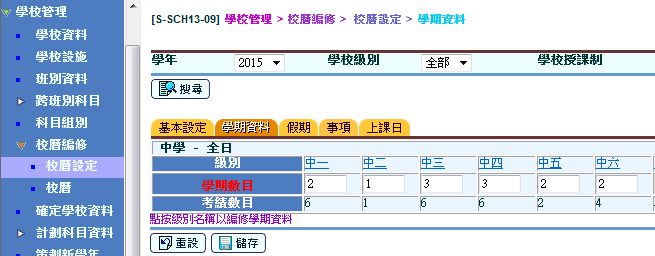 學校管理
學校資料
學校設施
班別資料
跨班別科目
科目組別
校曆編修
校曆設定
校曆
確定學校資料
計劃科目資料
策劃新學年
[S-SCH13-09] 學校管理 > 校曆編修 > 校曆設定 > 學期資料
學年 2015 學校級別 全部 學校授課制
搜尋
基本設定 學期資料 假期 事項 上課日
中學 - 全日
級別 中一 中二 中三 中四 中五 中六
學期數目 2 1 3 3 2 2
考績數目 6 1 6 6 2 4
點按級別名稱以編修學期資料
重設 儲存